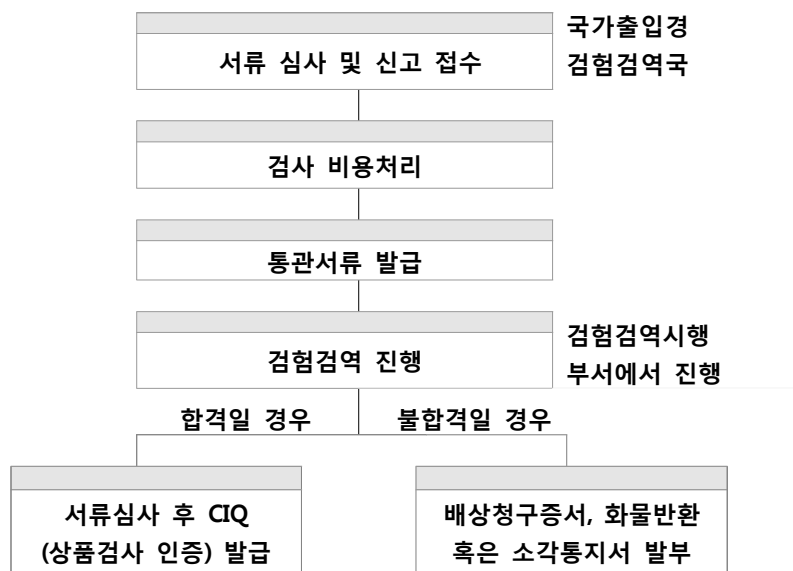 국가출입경
검험검역국
서류 심사 및 신고 접수
검사 비용처리
통관서류 발급
검험검역 진행
검험검역시행
부서에서 진행
합격일 경우
불합격일 경우
서류심사 후 CIQ
(상품검사 인증) 발급
배상청구증서, 화물반환
혹은 소각통지서 발부